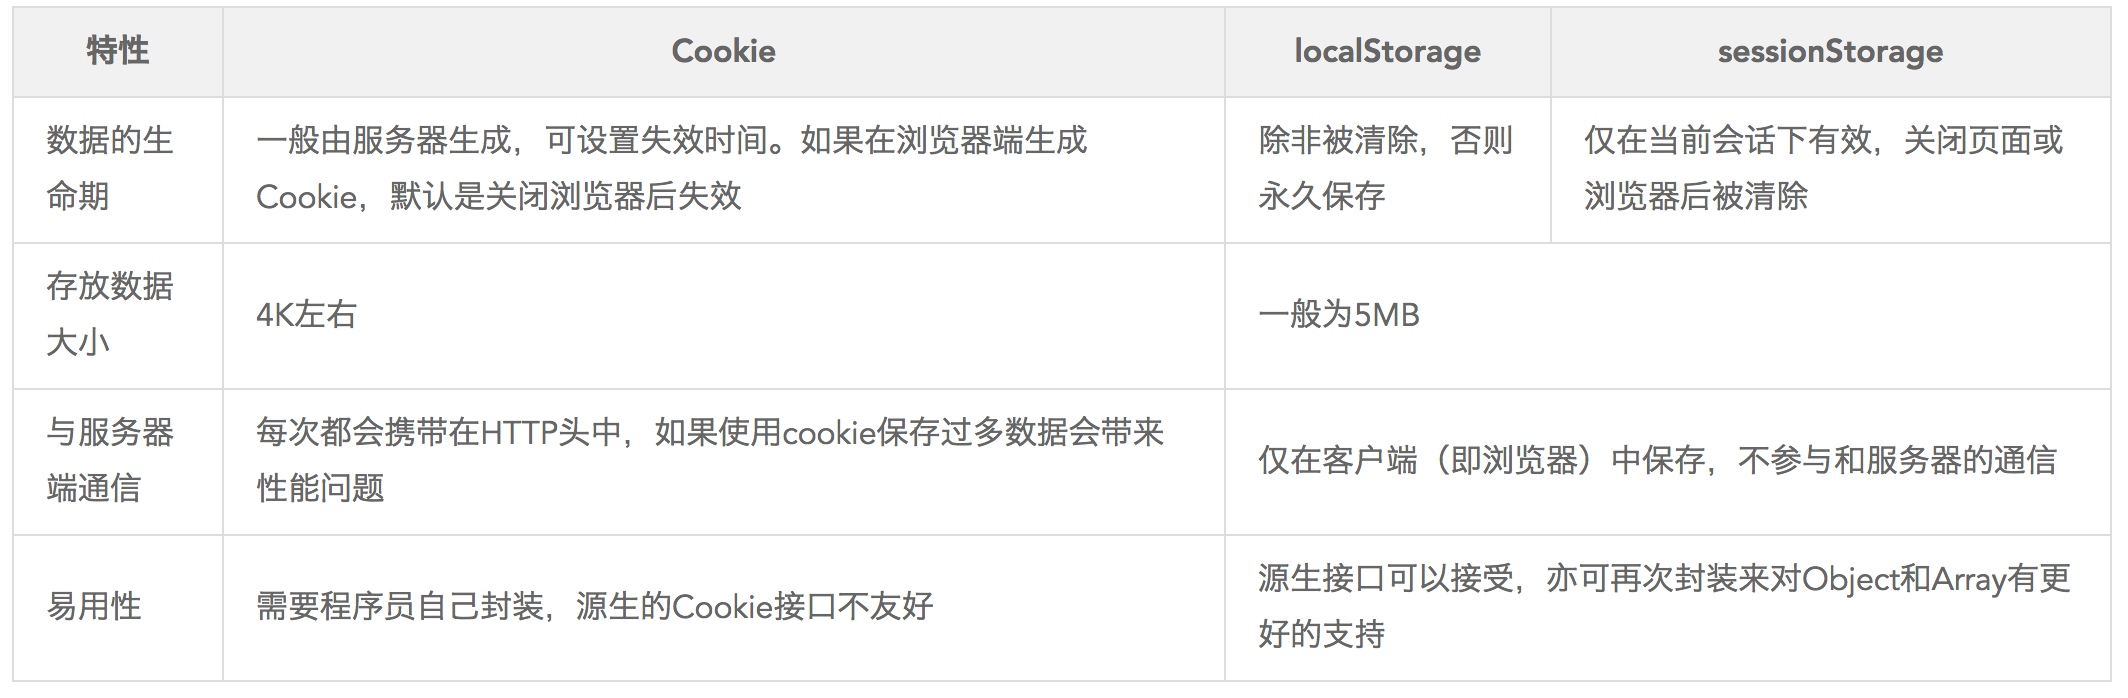 特性
Cookie
localStorage
sessionStorage
数据的生
命期
一般由服务器生成，可设置失效时间。如果在浏览器端生成
Cookie，默认是关闭浏览器后失效
除非被清除，否则
永久保存
仅在当前会话下有效，关闭页面或
浏览器后被清除
存放数据
大小
4K左右
一般为5MB
与服务器
端通信
每次都会携带在HTTP头中，如果使用cookie保存过多数据会带来
性能问题
仅在客户端（即浏览器）中保存，不参与和服务器的通信
易用性
需要程序员自己封装，源生的Cookie接口不友好
源生接口可以接受，亦可再次封装来对Object和Array有更
好的支持